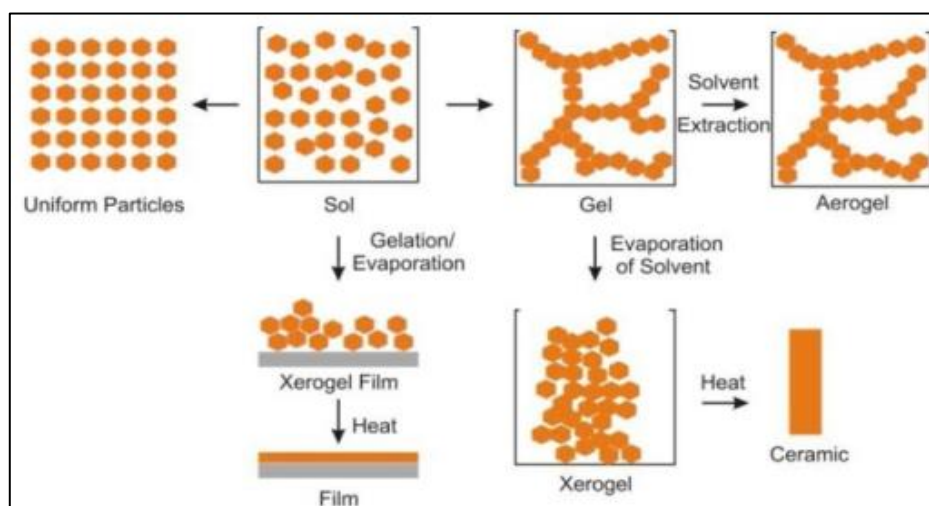 Uniform Particles
Sol
Gel
Solvent
Extraction
Aerogel
Gelation/
Evaporation
Evaporation
of Solvent
Xerogel Film
Heat
Film
Xerogel
Heat
Ceramic